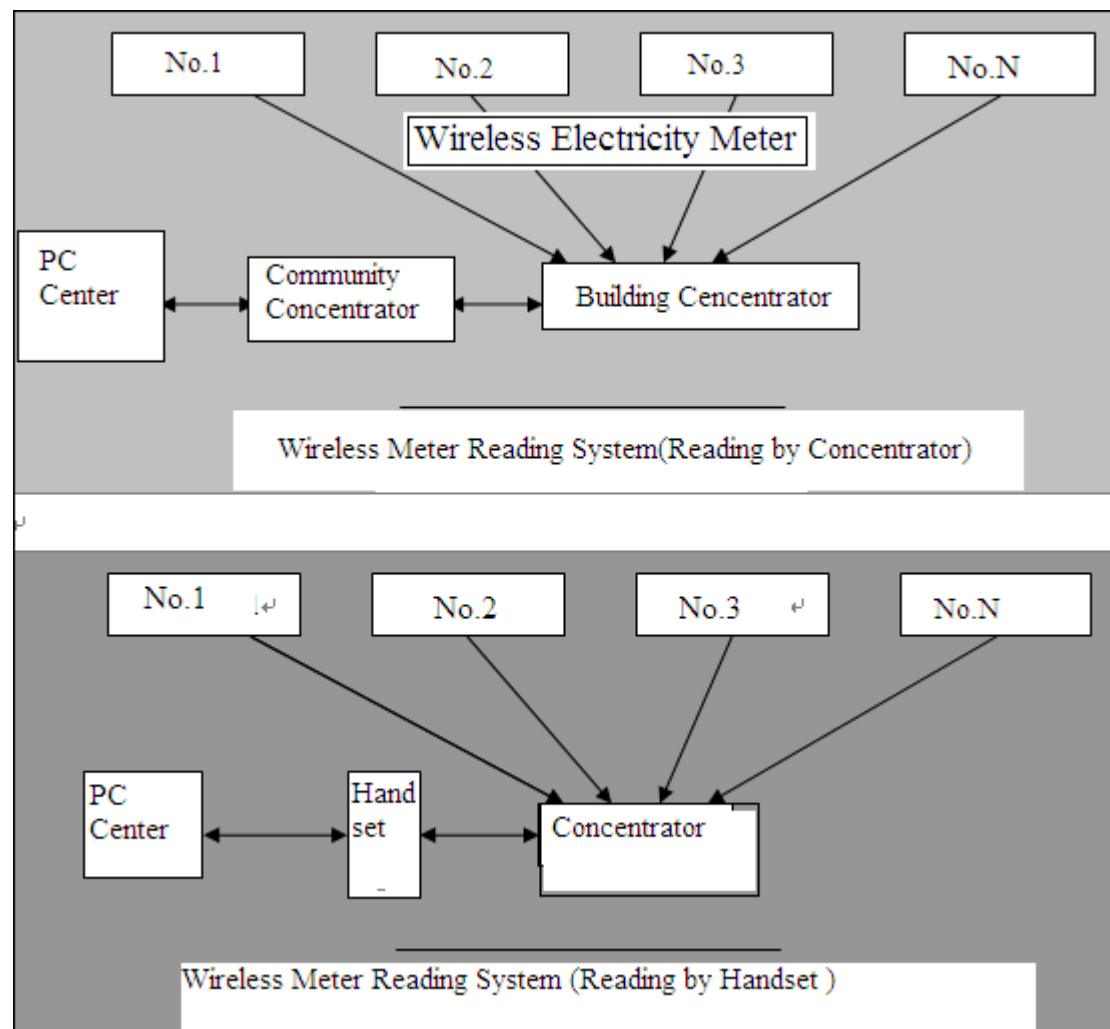 No.1
No.2
No.3
No.N
Wireless Electricity Meter
PC
Center
Community
Concentrator
Building Cencentrator
Wireless Meter Reading System(Reading by Concentrator)
No.1
No.2
No.3
No.N
PC
Center
Hand
set
Concentrator
Wireless Meter Reading System (Reading by Handset )